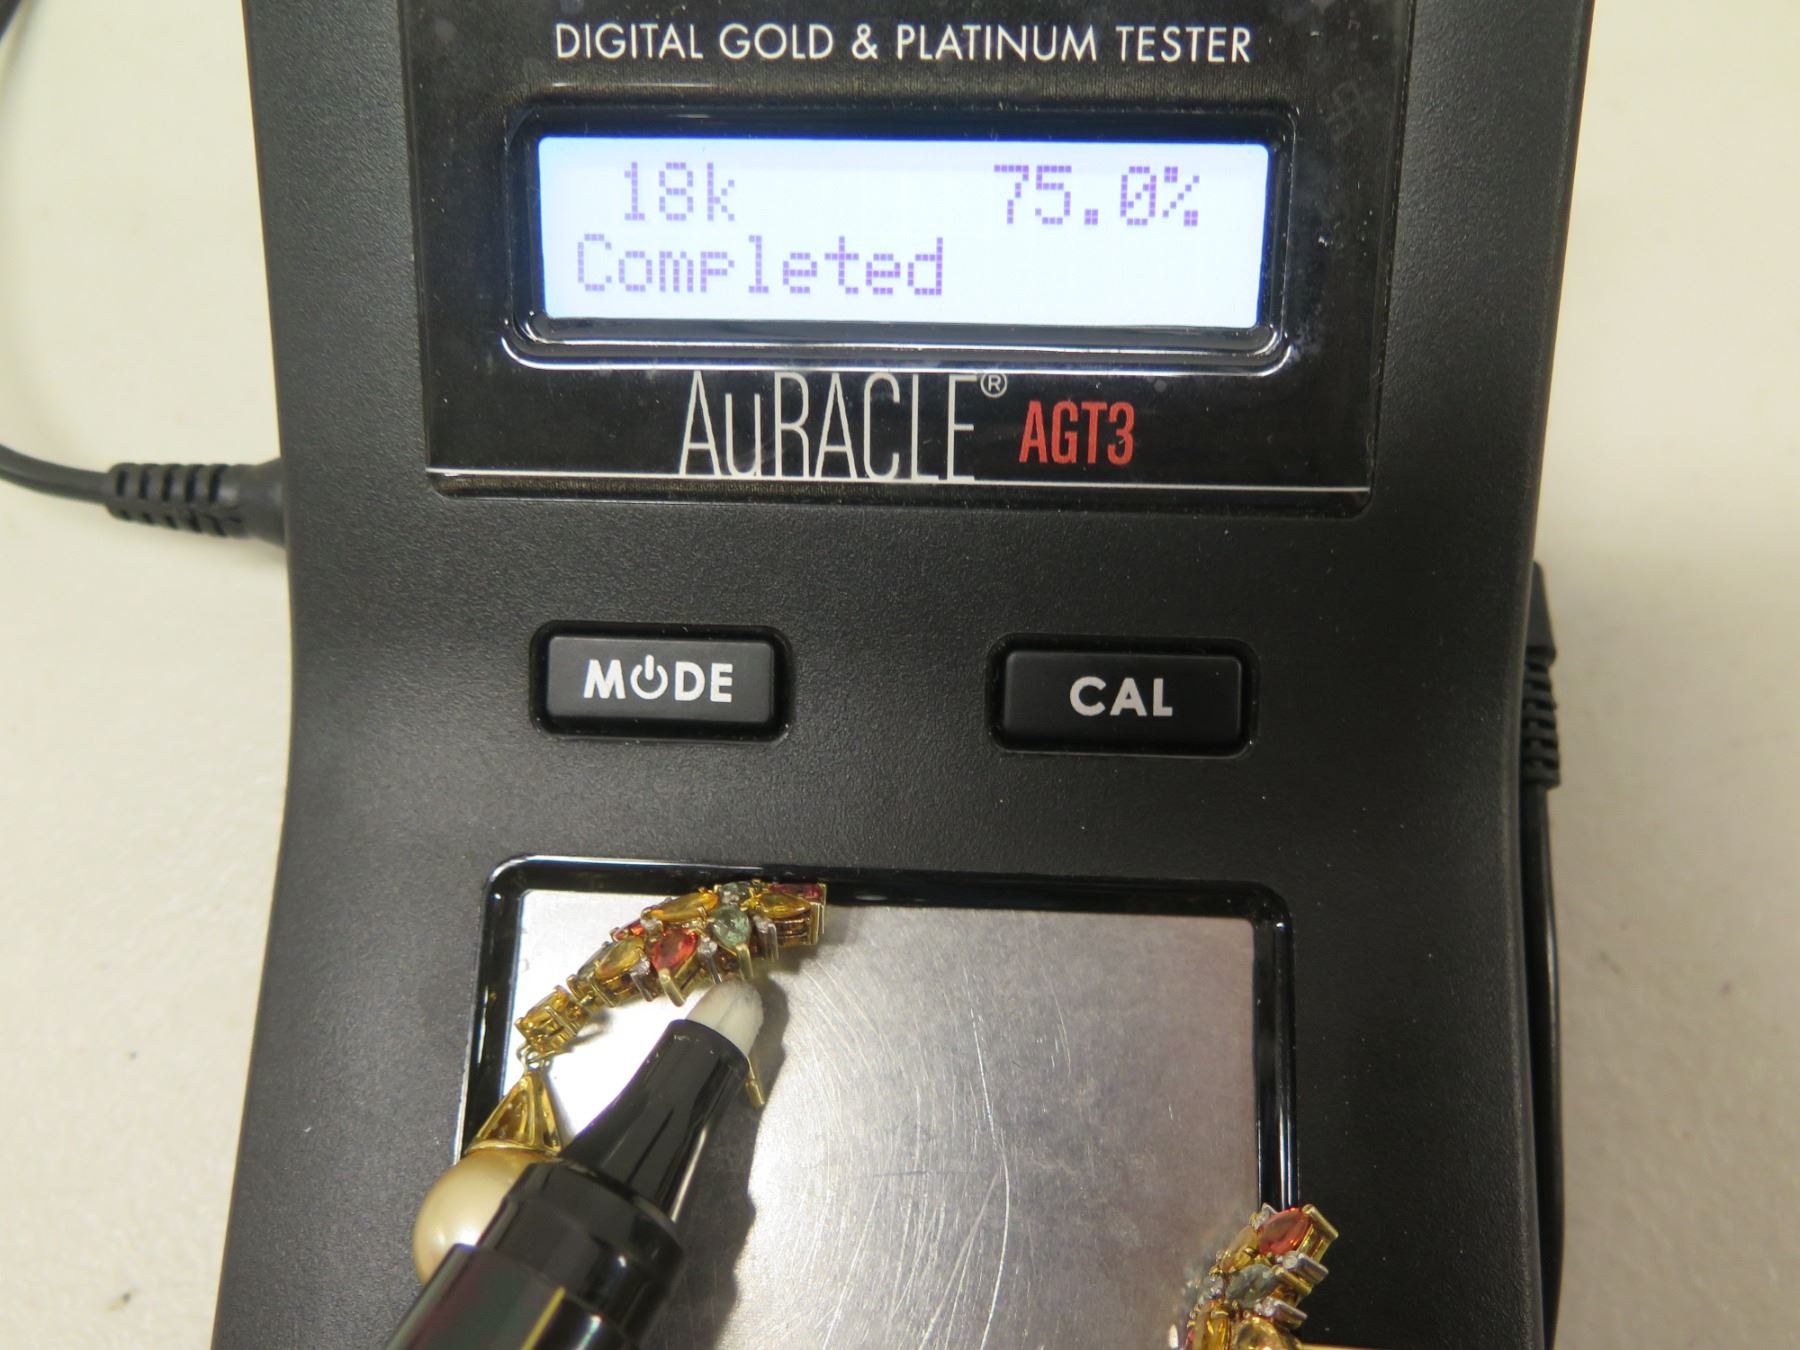 DIGITAL GOLD & PLATINUM TESTER
18k 75.0%
Completed
AuRACLE® AGT3
MODE CAL